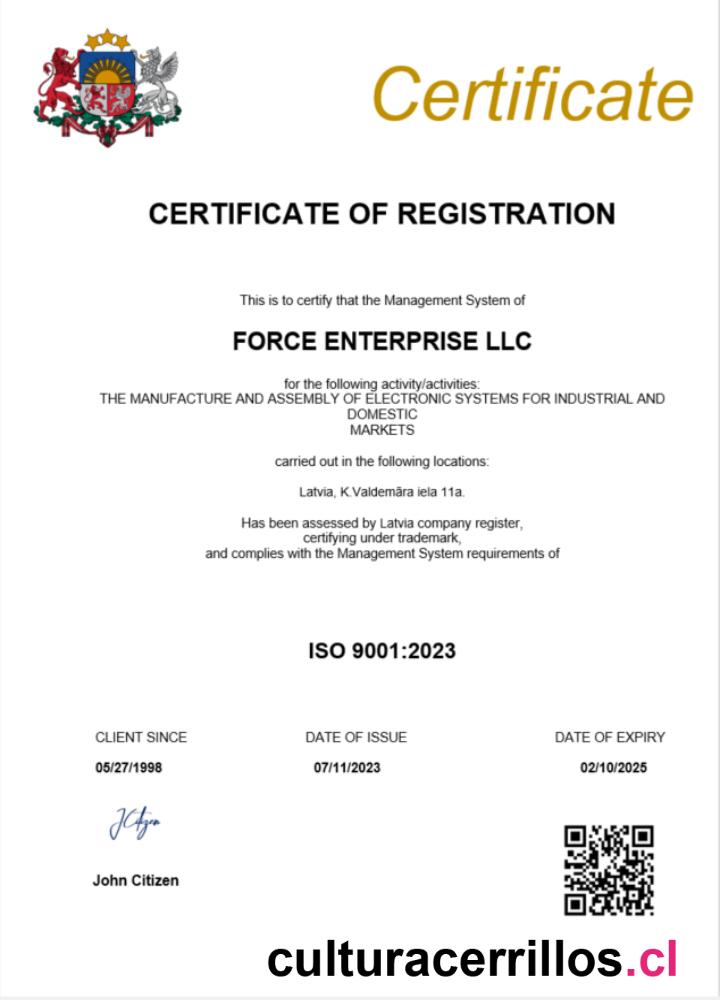 Certificate
CERTIFICATE OF REGISTRATION
This is to certify that the Management System of
FORCE ENTERPRISE LLC
for the following activity/activities:
THE MANUFACTURE AND ASSEMBLY OF ELECTRONIC SYSTEMS FOR INDUSTRIAL AND
DOMESTIC
MARKETS
carried out in the following locations:
Latvia, K.Valdemāra iela 11a.
Has been assessed by Latvia company register,
certifying under trademark,
and complies with the Management System requirements of
ISO 9001:2023
CLIENT SINCE DATE OF ISSUE DATE OF EXPIRY
05/27/1998 07/11/2023 02/10/2025
JCitizen
John Citizen
culturacerrillos.cl